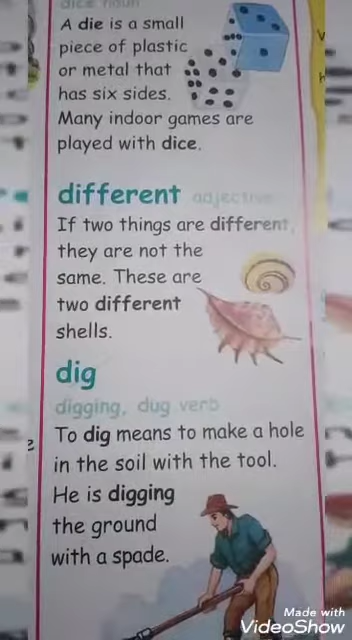 dice noun
A die is a small
piece of plastic
or metal that
has six sides.
Many indoor games are
played with dice.
different adjective
If two things are different,
they are not the
same. These are
two different
shells.
dig
digging, dug verb
To dig means to make a hole
in the soil with the tool.
He is digging
the ground
with a spade.
Made with
VideoShow